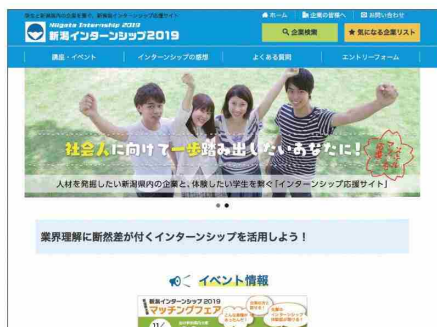 学生と新潟県内の企業を繋ぐ、新潟県インターンシップ応援サイト
ホーム 企業の皆様へ お問い合わせ
Niigata Internship 2019
新潟インターンシップ2019
企業検索 気になる企業リスト
講座・イベント インターンシップの感想 よくある質問 エントリーフォーム
社会人に向けて一歩踏み出したいあなたに!
人材を発掘したい新潟県内の企業と、体験したい学生を繋ぐ「インターンシップ応援サイト」
業界理解に断然差が付くインターンシップを活用しよう！
イベント情報
新潟インターンシップ 2019
マッチングフェア
11/